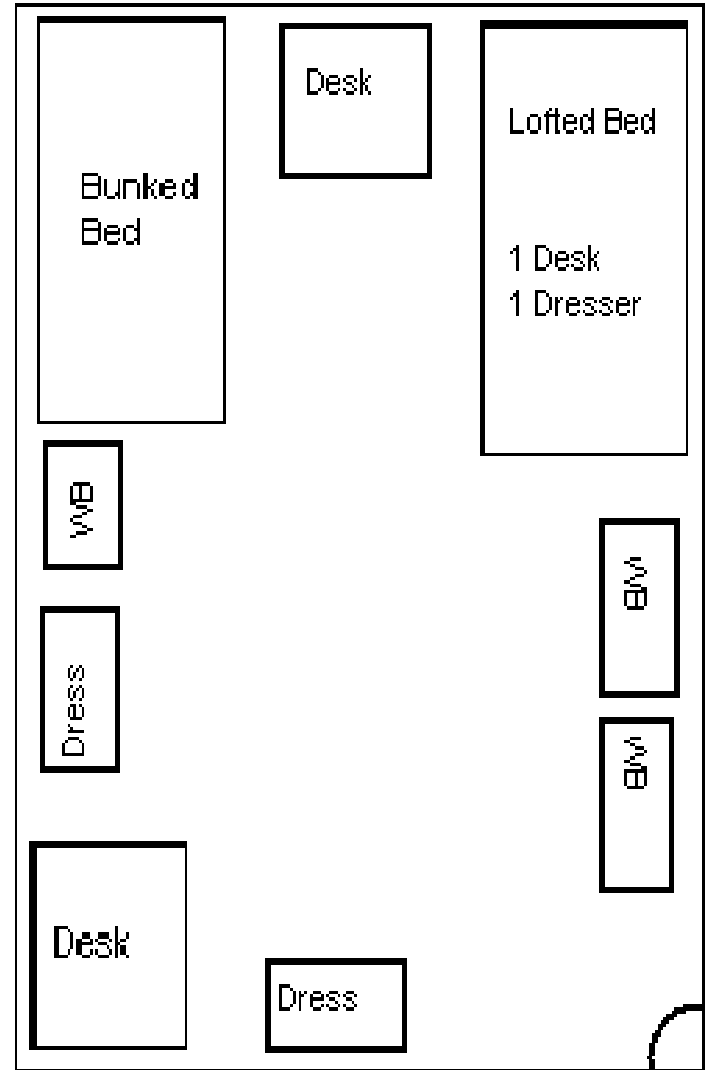 Desk
Lofted Bed
Bunked
Bed
1 Desk
1 Dresser
WB
WB
Dress
WB
Desk
Dress